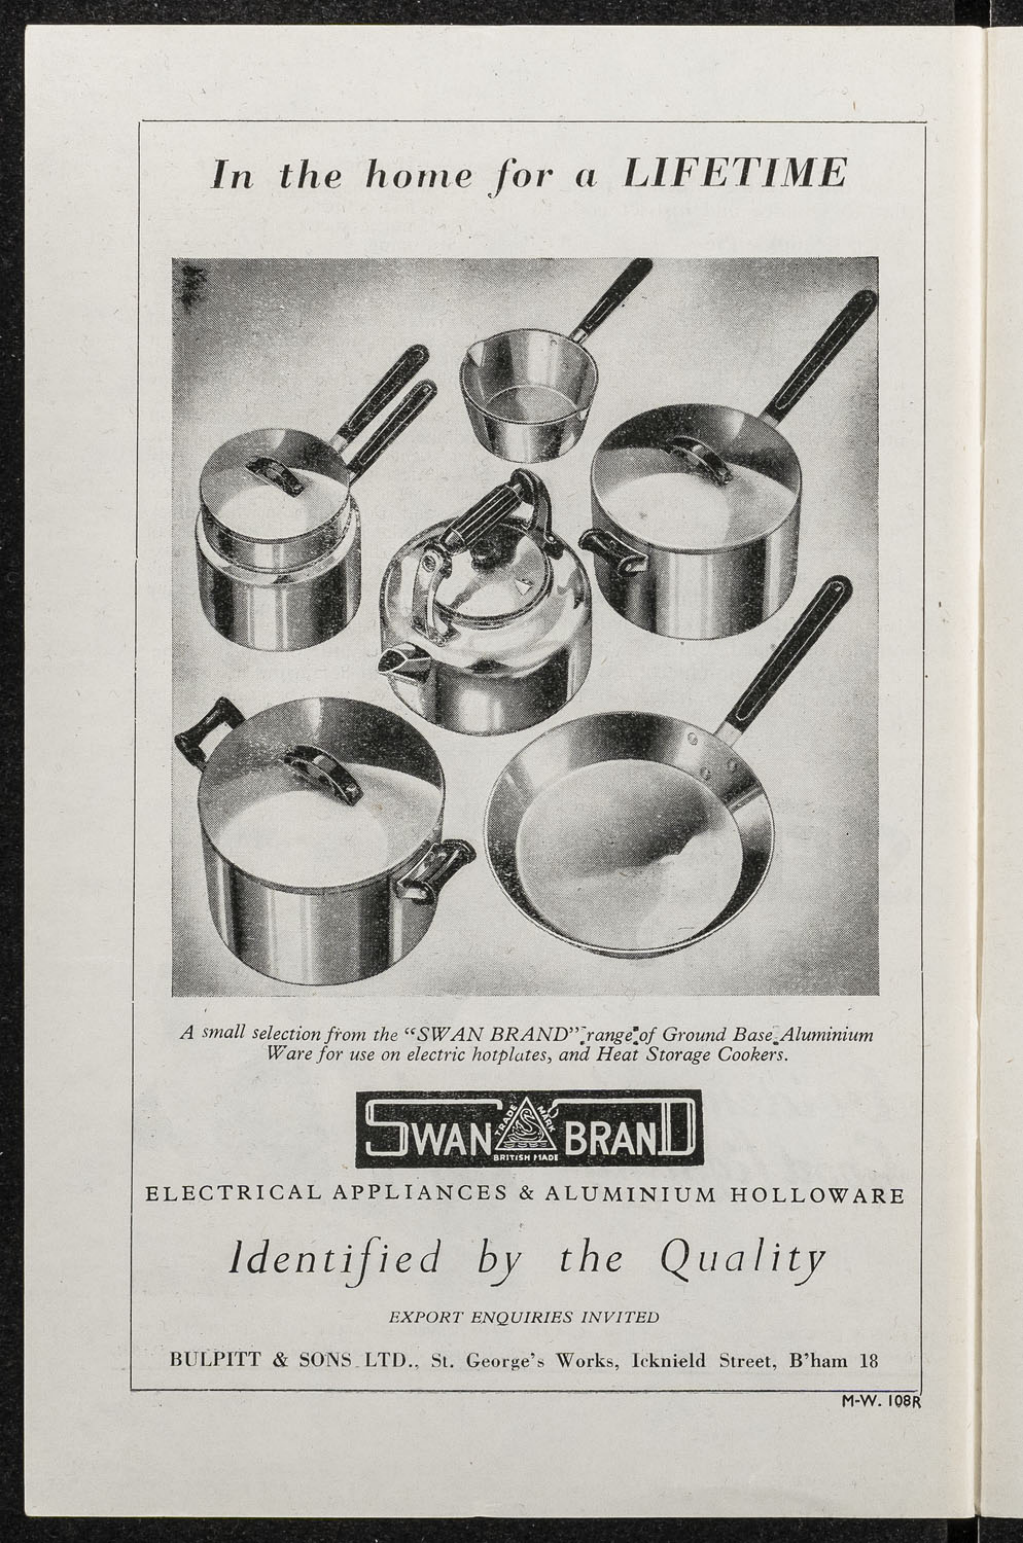 In the home for a LIFETIME
A small selection from the “SWAN BRAND” range of Ground Base Aluminium
Ware for use on electric hotplates, and Heat Storage Cookers.
SWAN BRAND
TRADE MARK
BRITISH MADE
ELECTRICAL APPLIANCES & ALUMINIUM HOLLOWARE
Identified by the Quality
EXPORT ENQUIRIES INVITED
BULPITT & SONS LTD., St. George's Works, Icknield Street, B'ham 18
M-W. 108R